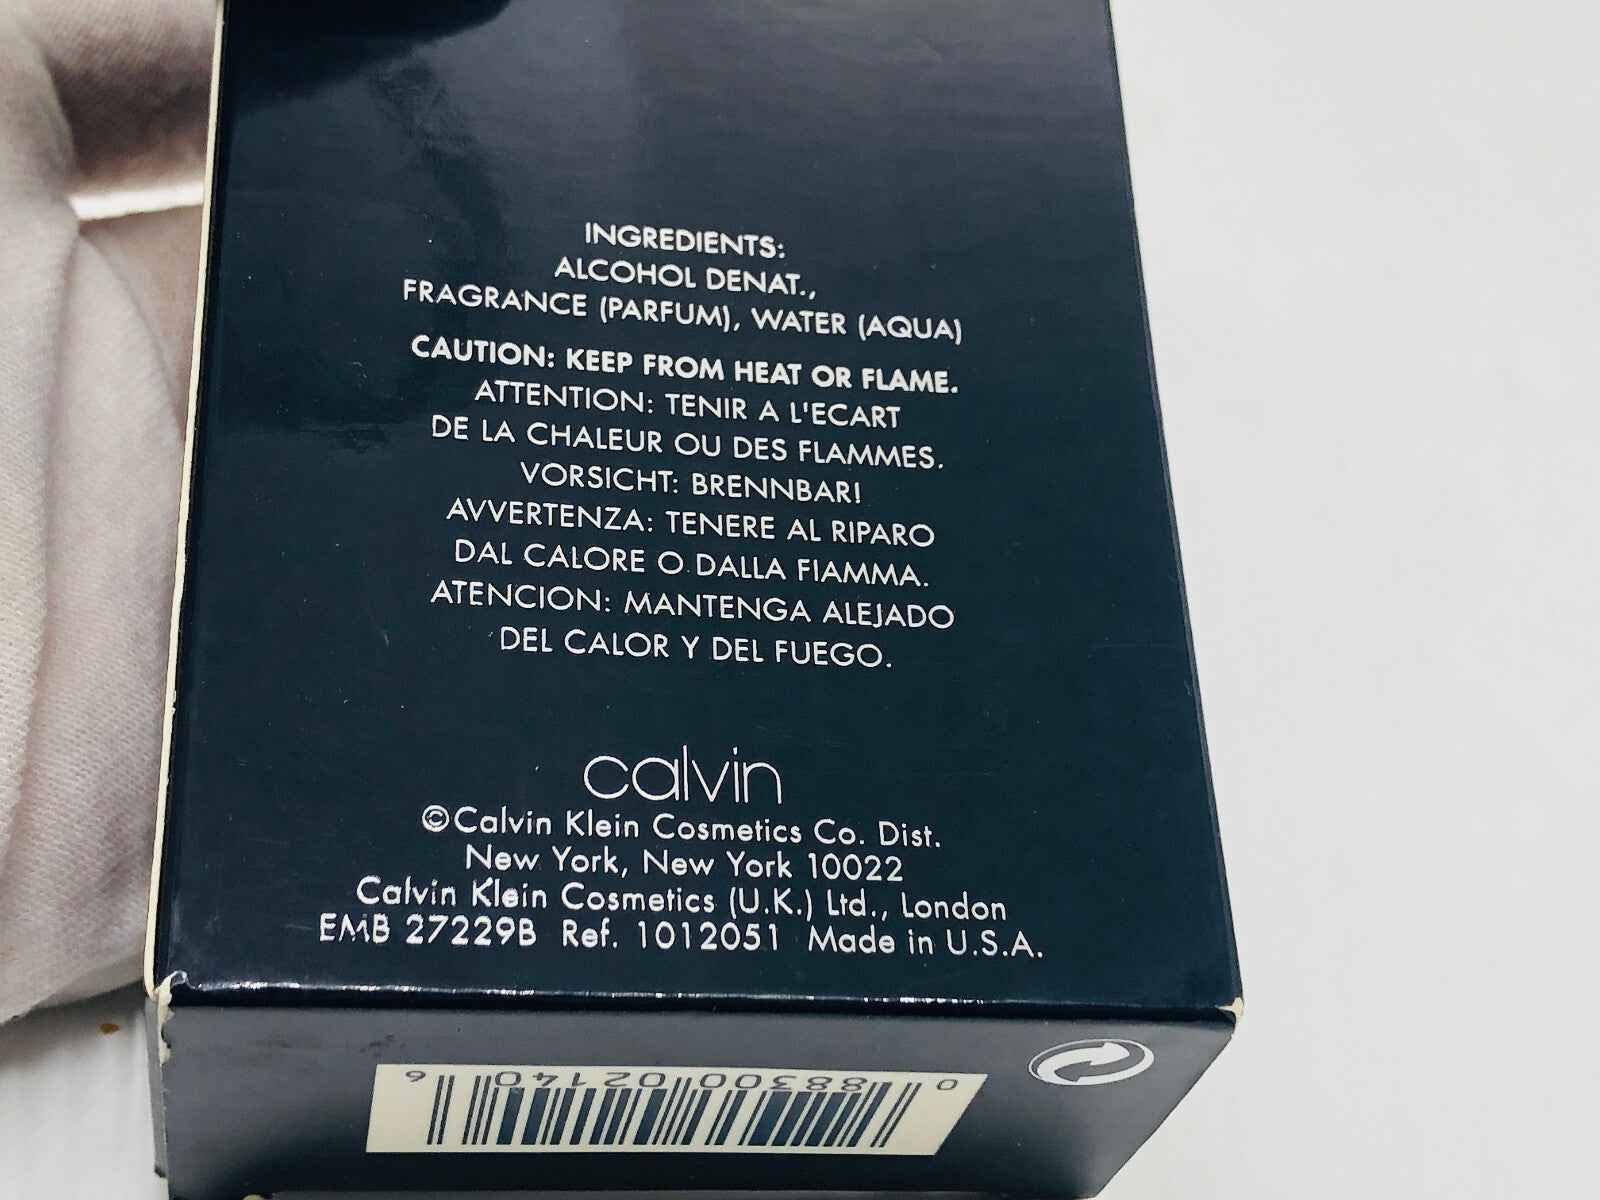 INGREDIENTS:
ALCOHOL DENAT.,
FRAGRANCE (PARFUM), WATER (AQUA)
CAUTION: KEEP FROM HEAT OR FLAME.
ATTENTION: TENIR A L'ECART
DE LA CHALEUR OU DES FLAMMES.
VORSICHT: BRENNBAR!
AVVERTENZA: TENERE AL RIPARO
DAL CALORE O DALLA FIAMMA.
ATENCION: MANTENGA ALEJADO
DEL CALOR Y DEL FUEGO.
calvin
©Calvin Klein Cosmetics Co. Dist.
New York, New York 10022
Calvin Klein Cosmetics (U.K.) Ltd., London
EMB 27229B Ref. 1012051 Made in U.S.A.
0 88300 02140 6